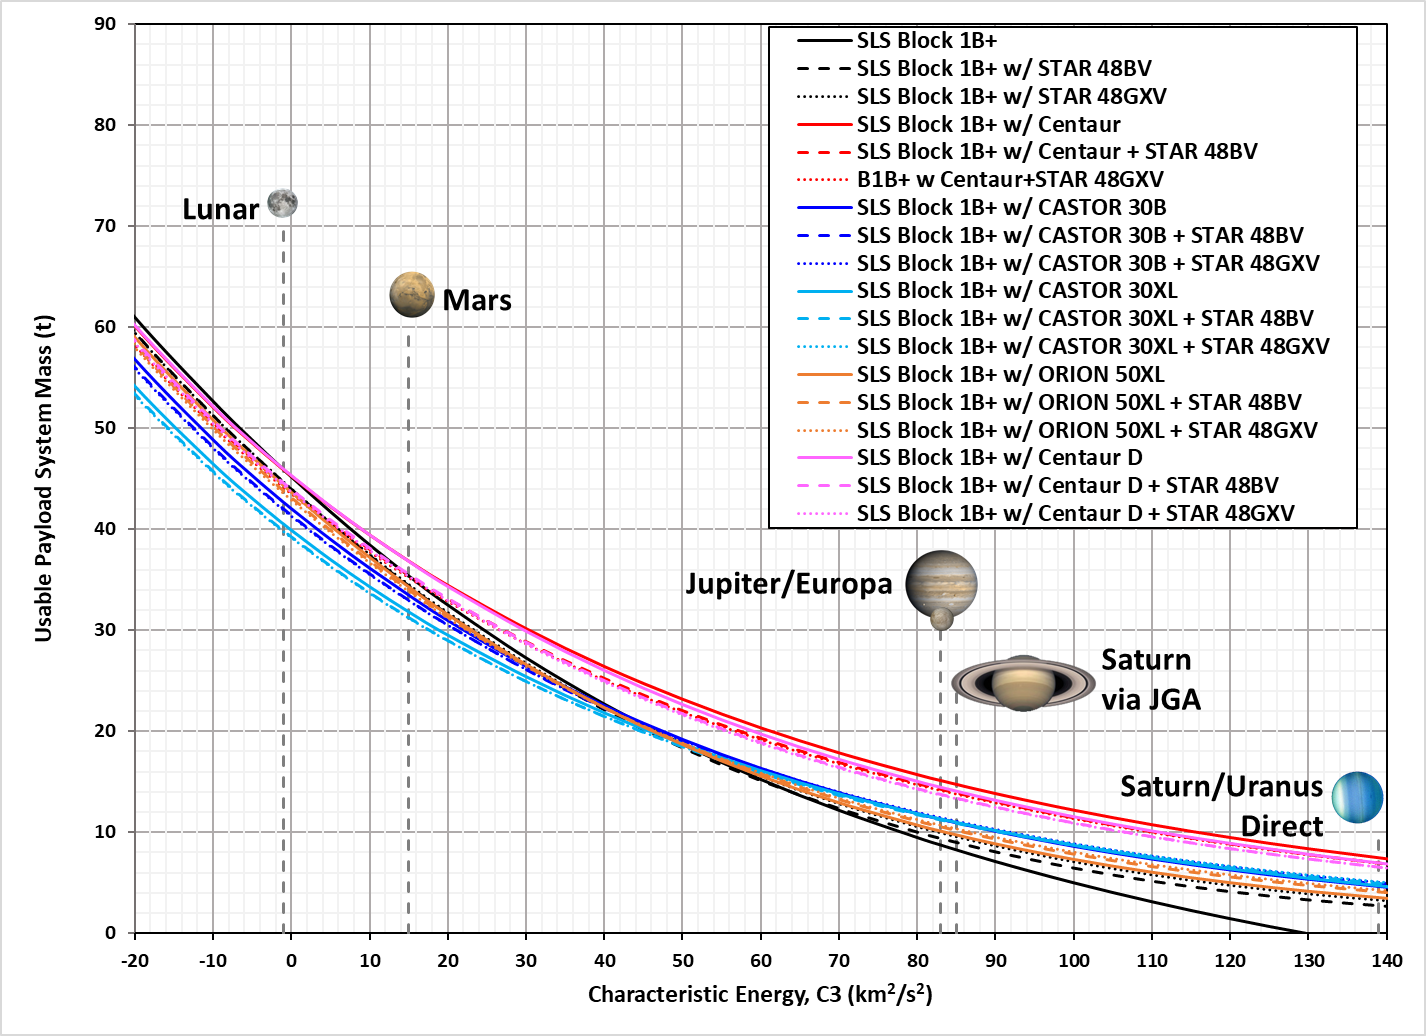 90
80
70
60
50
40
30
20
10
0
-20 -10 0 10 20 30 40 50 60 70 80 90 100 110 120 130 140
Usable Payload System Mass (t)
Characteristic Energy, C3 (km²/s²)
SLS Block 1B+
SLS Block 1B+ w/ STAR 48BV
SLS Block 1B+ w/ STAR 48GXV
SLS Block 1B+ w/ Centaur
SLS Block 1B+ w/ Centaur + STAR 48BV
B1B+ w Centaur+STAR 48GXV
SLS Block 1B+ w/ CASTOR 30B
SLS Block 1B+ w/ CASTOR 30B + STAR 48BV
SLS Block 1B+ w/ CASTOR 30B + STAR 48GXV
SLS Block 1B+ w/ CASTOR 30XL
SLS Block 1B+ w/ CASTOR 30XL + STAR 48BV
SLS Block 1B+ w/ CASTOR 30XL + STAR 48GXV
SLS Block 1B+ w/ ORION 50XL
SLS Block 1B+ w/ ORION 50XL + STAR 48BV
SLS Block 1B+ w/ ORION 50XL + STAR 48GXV
SLS Block 1B+ w/ Centaur D
SLS Block 1B+ w/ Centaur D + STAR 48BV
SLS Block 1B+ w/ Centaur D + STAR 48GXV
Lunar
Mars
Jupiter/Europa
Saturn
via JGA
Saturn/Uranus
Direct